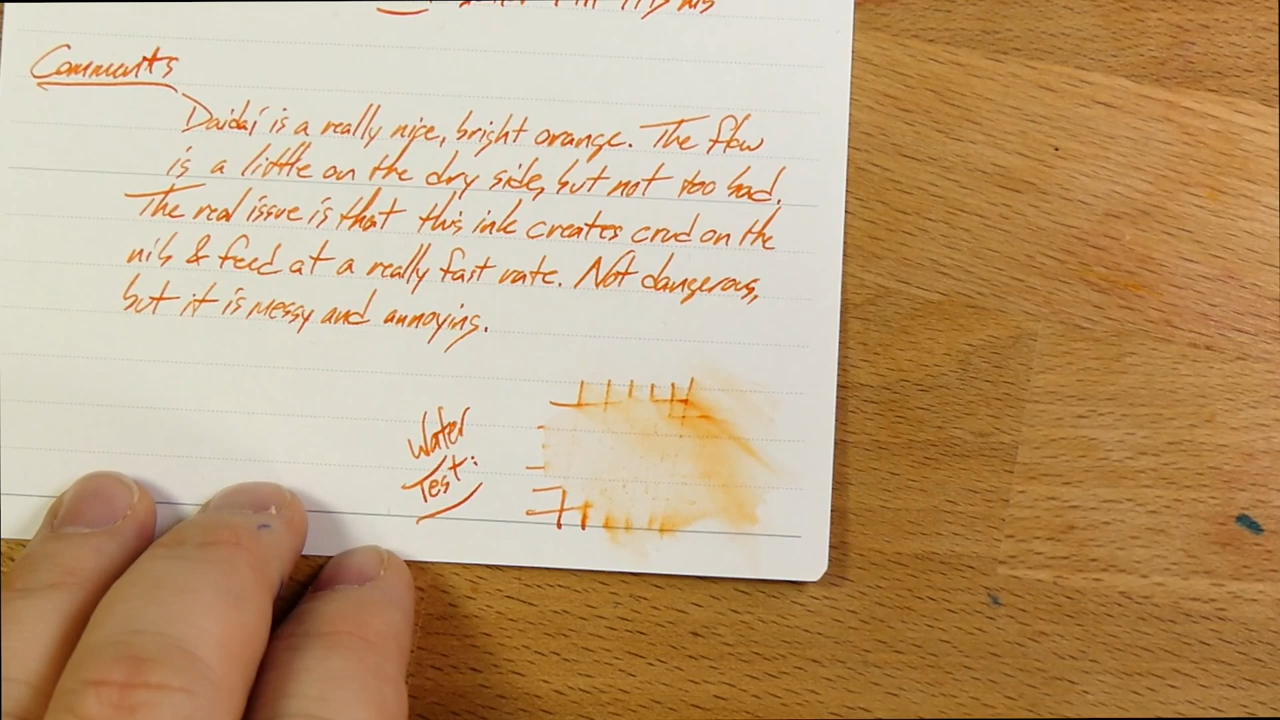 Comments
Daidai is a really nice, bright orange. The flow
is a little on the dry side, but not too bad.
The real issue is that this ink creates crud on the
nib & feed at a really fast rate. Not dangerous,
but it is messy and annoying.
Water
Test: